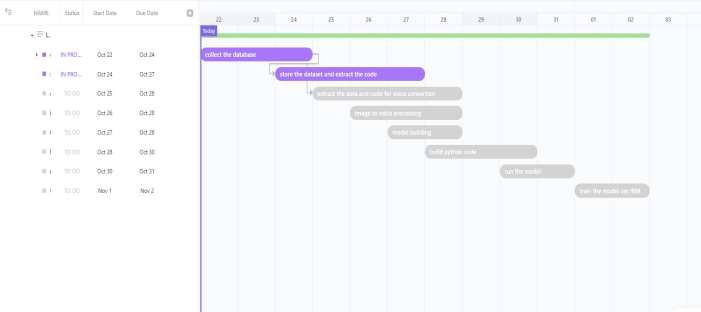 NAME Status Start Date Due Date 22 23 24 25 26 27 28 29 30 31 01 02 03
Today
L
IN PRO... Oct 22 Oct 24 collect the database
IN PRO... Oct 24 Oct 27 store the dataset and extract the code
TO DO Oct 25 Oct 28 extract the data and code for voice convertion
TO DO Oct 26 Oct 28 image to voice processing
TO DO Oct 27 Oct 28 model building
TO DO Oct 28 Oct 30 build python code
TO DO Oct 30 Oct 31 run the model
TO DO Nov 1 Nov 2 train the model on